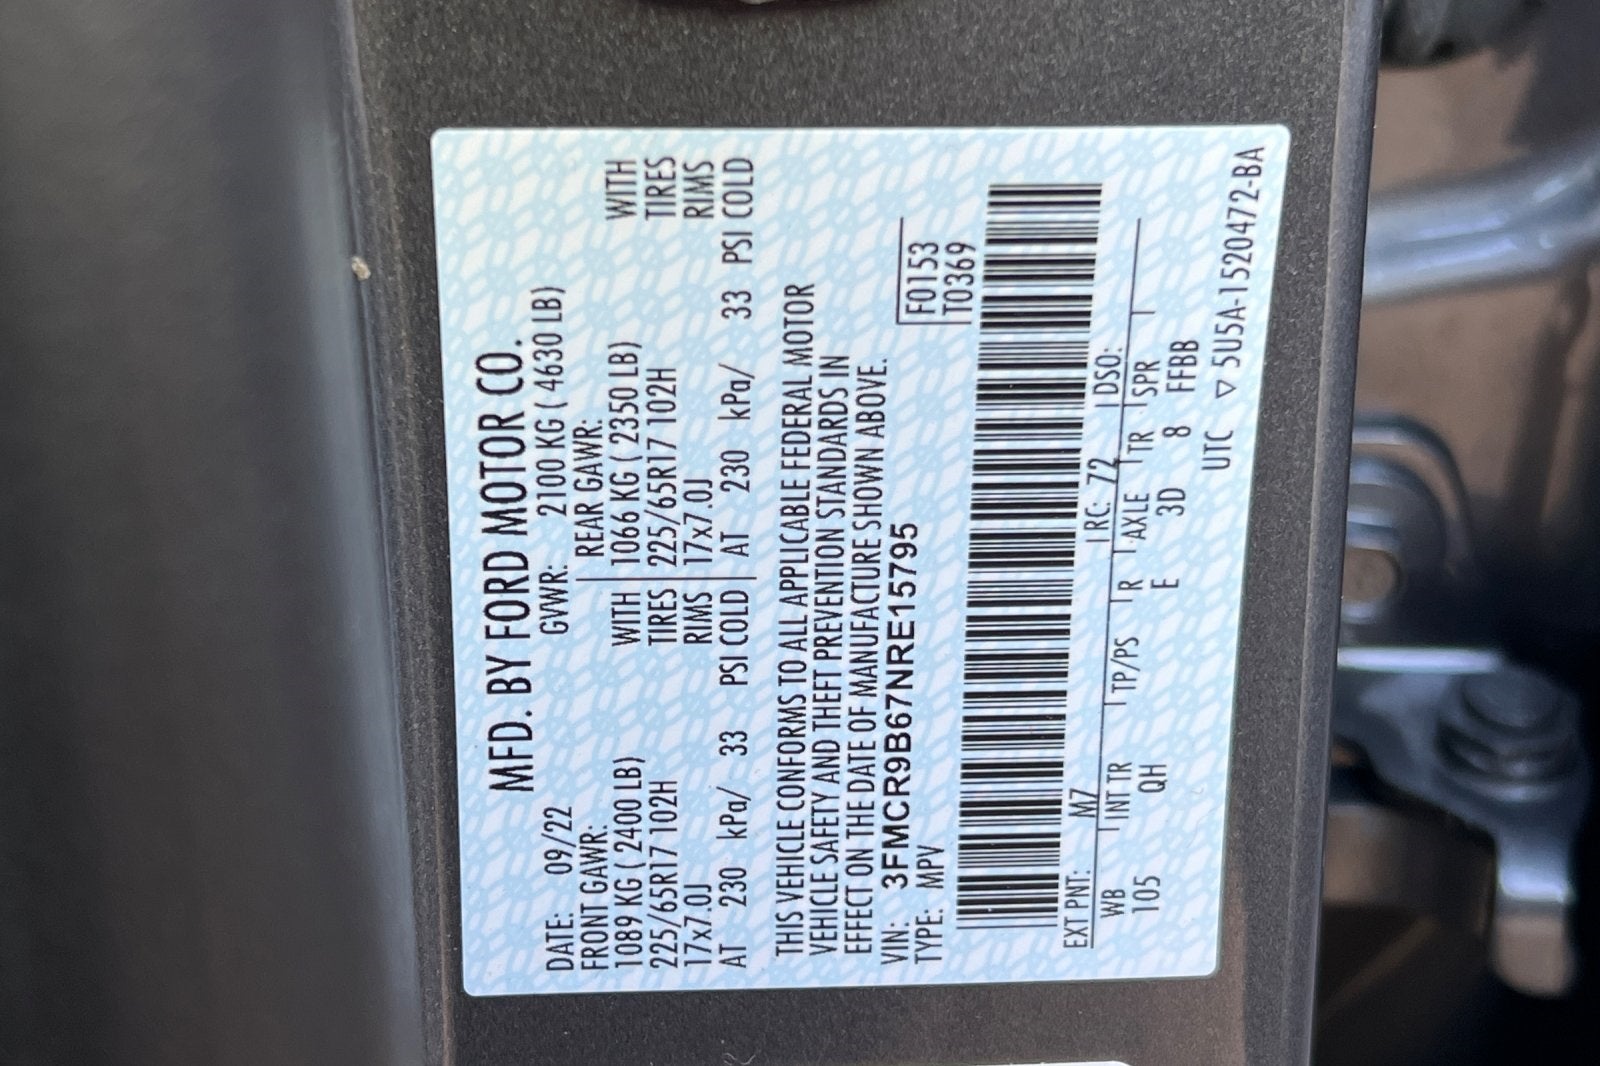 MFD. BY FORD MOTOR CO.
DATE: 09/22 GVWR: 2100 KG ( 4630 LB)
FRONT GAWR: REAR GAWR:
1089 KG ( 2400 LB) WITH 1066 KG ( 2350 LB) WITH
225/65R17 102H TIRES 225/65R17 102H TIRES
17x7.0J RIMS 17x7.0J RIMS
AT 230 kPa/ 33 PSI COLD AT 230 kPa/ 33 PSI COLD
THIS VEHICLE CONFORMS TO ALL APPLICABLE FEDERAL MOTOR
VEHICLE SAFETY AND THEFT PREVENTION STANDARDS IN
EFFECT ON THE DATE OF MANUFACTURE SHOWN ABOVE.
VIN: 3FMCR9B67NRE15795 F0153
TYPE: MPV T0369
EXT PNT: M7 RC: 72 DSO:
WB INT TR TP/PS R AXLE TR SPR
105 QH E 3D 8 FFBB
UTC ▽ 5U5A-1520472-BA